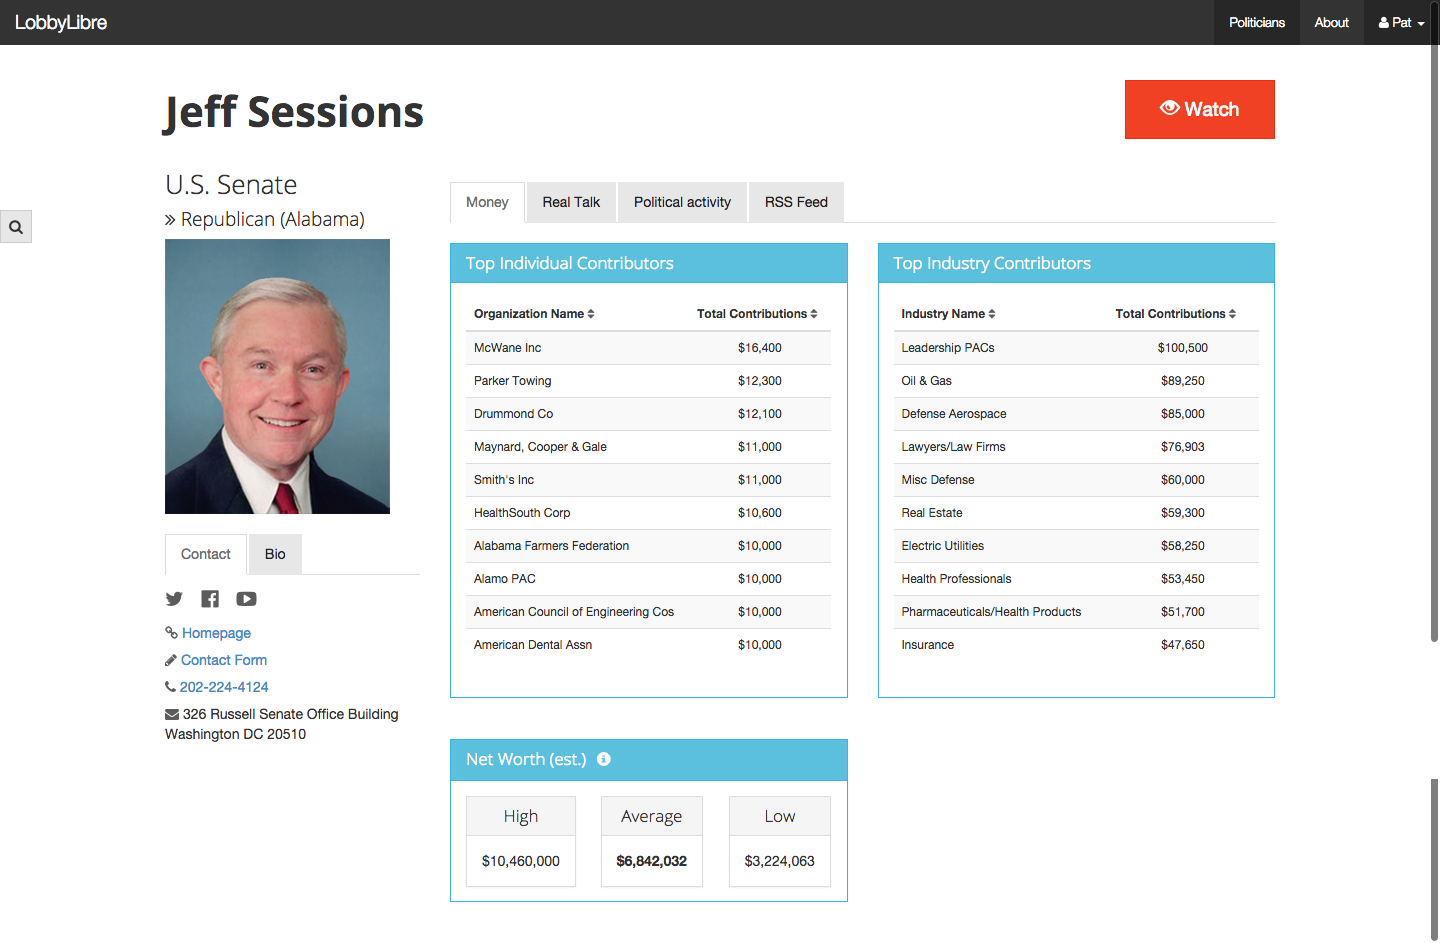 LobbyLibre
Politicians
About
Pat
Jeff Sessions
Watch
U.S. Senate
» Republican (Alabama)
Contact
Bio
Homepage
Contact Form
202-224-4124
326 Russell Senate Office Building
Washington DC 20510
Money
Real Talk
Political activity
RSS Feed
Top Individual Contributors
Organization Name Total Contributions
McWane Inc $16,400
Parker Towing $12,300
Drummond Co $12,100
Maynard, Cooper & Gale $11,000
Smith's Inc $11,000
HealthSouth Corp $10,600
Alabama Farmers Federation $10,000
Alamo PAC $10,000
American Council of Engineering Cos $10,000
American Dental Assn $10,000
Top Industry Contributors
Industry Name Total Contributions
Leadership PACs $100,500
Oil & Gas $89,250
Defense Aerospace $85,000
Lawyers/Law Firms $76,903
Misc Defense $60,000
Real Estate $59,300
Electric Utilities $58,250
Health Professionals $53,450
Pharmaceuticals/Health Products $51,700
Insurance $47,650
Net Worth (est.)
High Average Low
$10,460,000 $6,842,032 $3,224,063